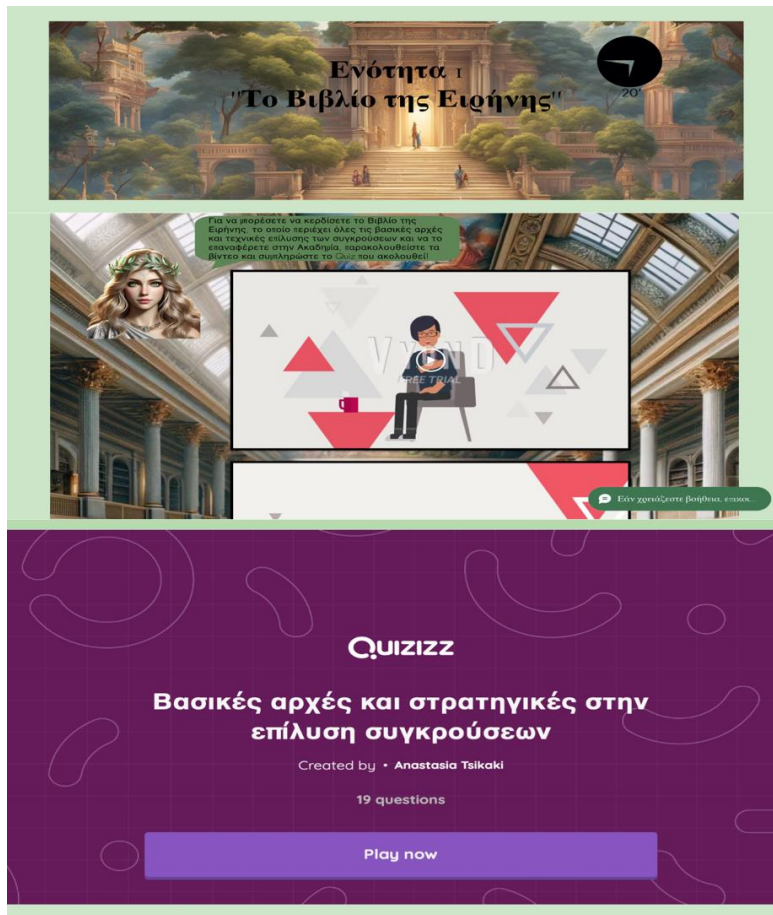 Ενότητα 1
"Το Βιβλίο της Ειρήνης"
20'
Για να μπορέσετε να κερδίσετε το Βιβλίο της
Ειρήνης, το οποίο περιέχει όλες τις βασικές αρχές
και τεχνικές επίλυσης των συγκρούσεων και να το
επαναφέρετε στην Ακαδημία, παρακολουθείστε τα
βίντεο και συμπληρώστε το Quiz που ακολουθεί!
VYOND
FREE TRIAL
Εάν χρειάζεστε βοήθεια, επικοι...
Quizizz
Βασικές αρχές και στρατηγικές στην
επίλυση συγκρούσεων
Created by • Anastasia Tsikaki
19 questions
Play now